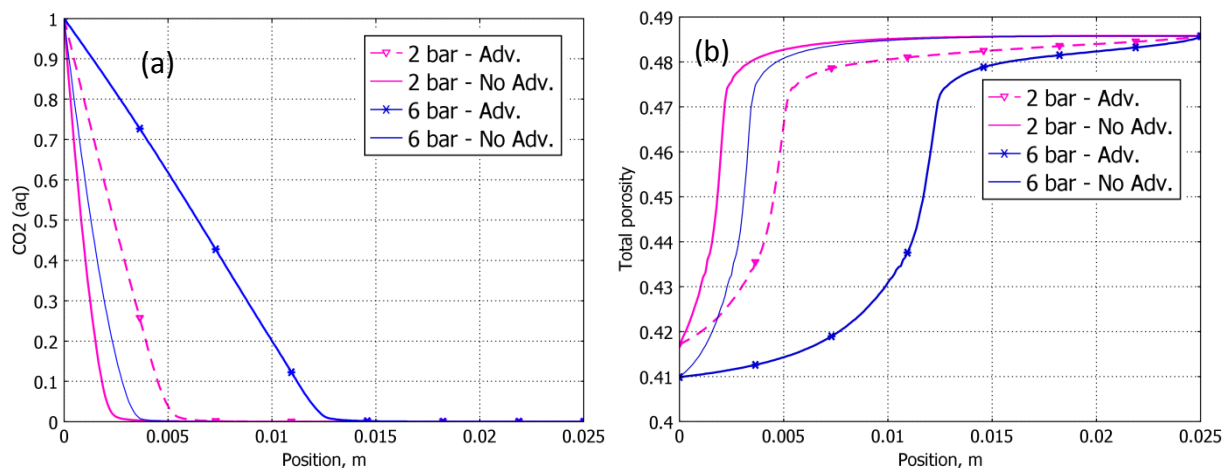 (a)
2 bar - Adv.
2 bar - No Adv.
6 bar - Adv.
6 bar - No Adv.
CO2 (aq)
1
0.9
0.8
0.7
0.6
0.5
0.4
0.3
0.2
0.1
0
0 0.005 0.01 0.015 0.02 0.025
Position, m
(b)
2 bar - Adv.
2 bar - No Adv.
6 bar - Adv.
6 bar - No Adv.
Total porosity
0.49
0.48
0.47
0.46
0.45
0.44
0.43
0.42
0.41
0.4
0 0.005 0.01 0.015 0.02 0.025
Position, m